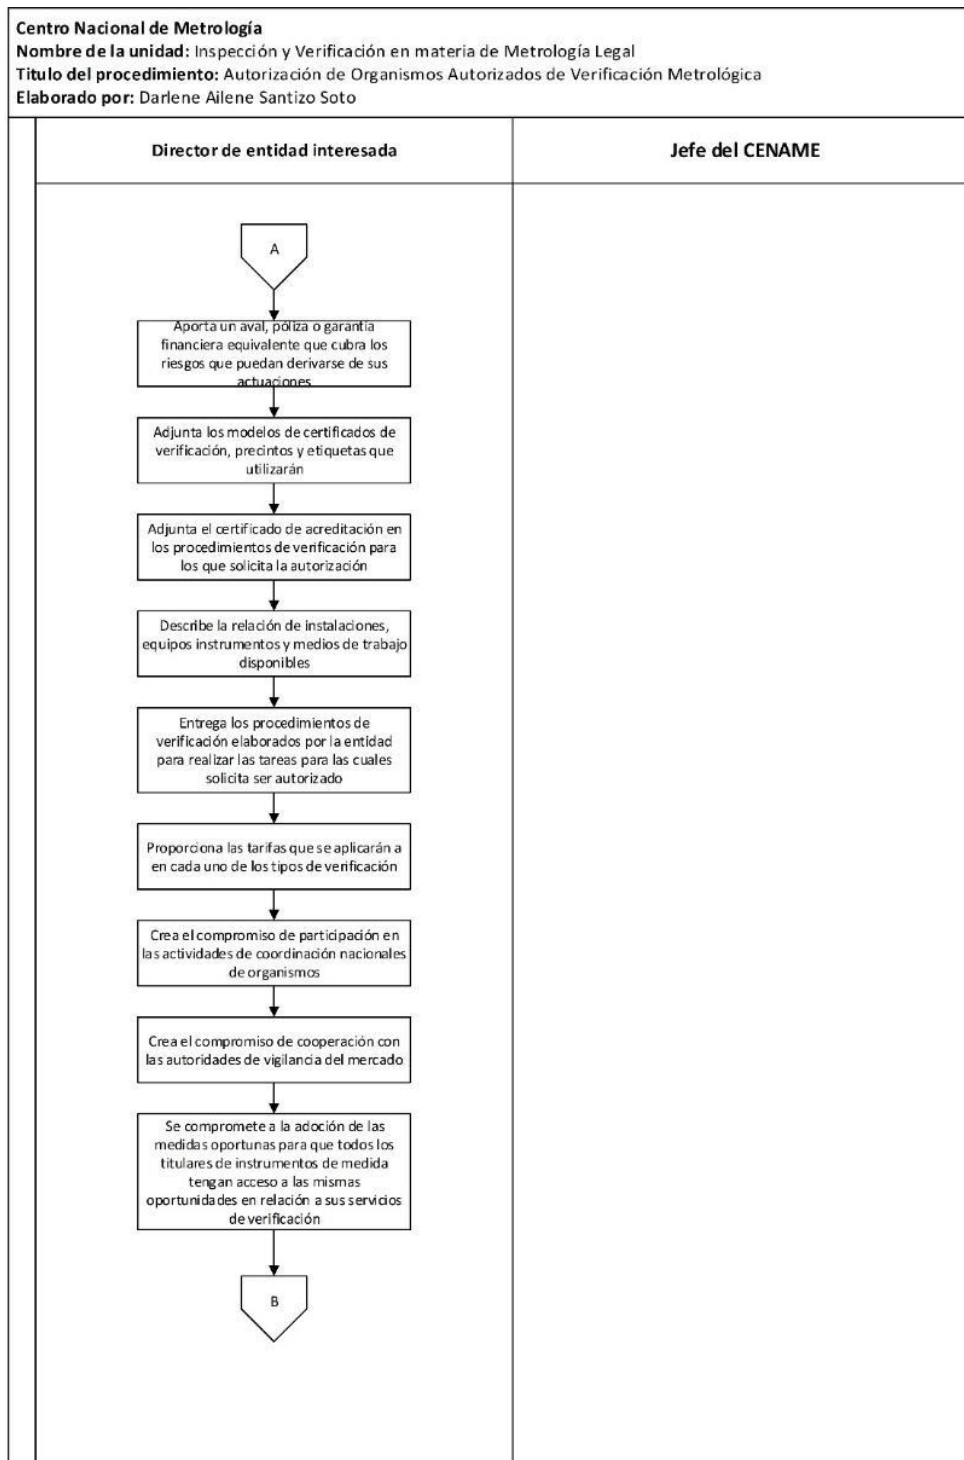 Centro Nacional de Metrología
Nombre de la unidad: Inspección y Verificación en materia de Metrología Legal
Titulo del procedimiento: Autorización de Organismos Autorizados de Verificación Metrológica
Elaborado por: Darlene Ailene Santizo Soto
Director de entidad interesada
Jefe del CENAME
A
Aporta un aval, póliza o garantía
financiera equivalente que cubra los
riesgos que puedan derivarse de sus
actuaciones
Adjunta los modelos de certificados de
verificación, precintos y etiquetas que
utilizarán
Adjunta el certificado de acreditación en
los procedimientos de verificación para
los que solicita la autorización
Describe la relación de instalaciones,
equipos instrumentos y medios de trabajo
disponibles
Entrega los procedimientos de
verificación elaborados por la entidad
para realizar las tareas para las cuales
solicita ser autorizado
Proporciona las tarifas que se aplicarán a
en cada uno de los tipos de verificación
Crea el compromiso de participación en
las actividades de coordinación nacionales
de organismos
Crea el compromiso de cooperación con
las autoridades de vigilancia del mercado
Se compromete a la adopción de las
medidas oportunas para que todos los
titulares de instrumentos de medida
tengan acceso a las mismas
oportunidades en relación a sus servicios
de verificación
B